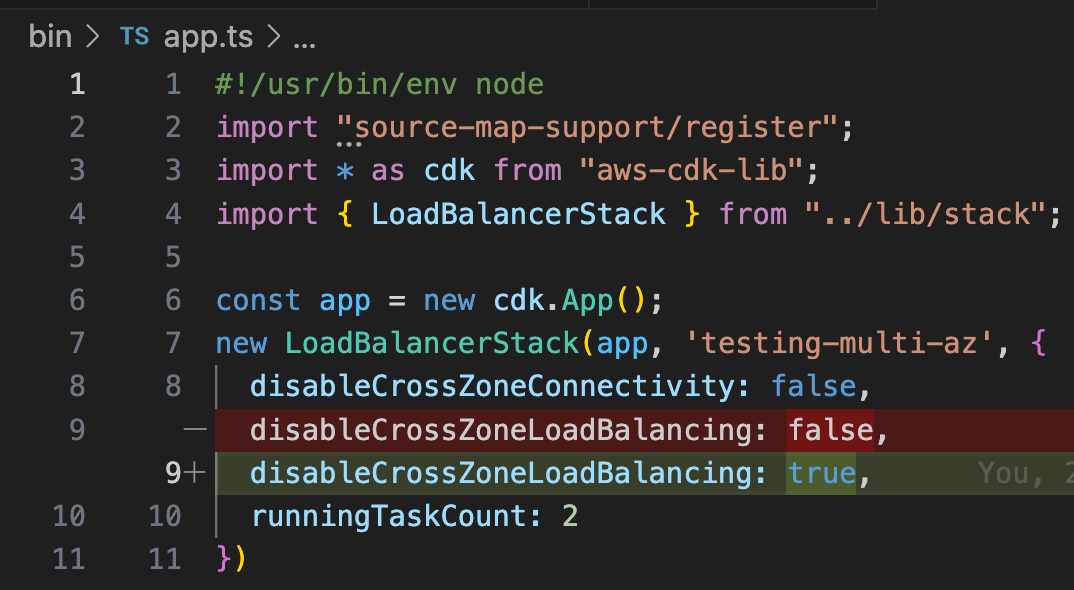 bin > TS app.ts > ...
1 1 #!/usr/bin/env node
2 2 import "source-map-support/register";
3 3 import * as cdk from "aws-cdk-lib";
4 4 import { LoadBalancerStack } from "../lib/stack";
5 5
6 6 const app = new cdk.App();
7 7 new LoadBalancerStack(app, 'testing-multi-az', {
8 8   disableCrossZoneConnectivity: false,
9 —   disableCrossZoneLoadBalancing: false,
9+   disableCrossZoneLoadBalancing: true, You, 2
10 10   runningTaskCount: 2
11 11 })